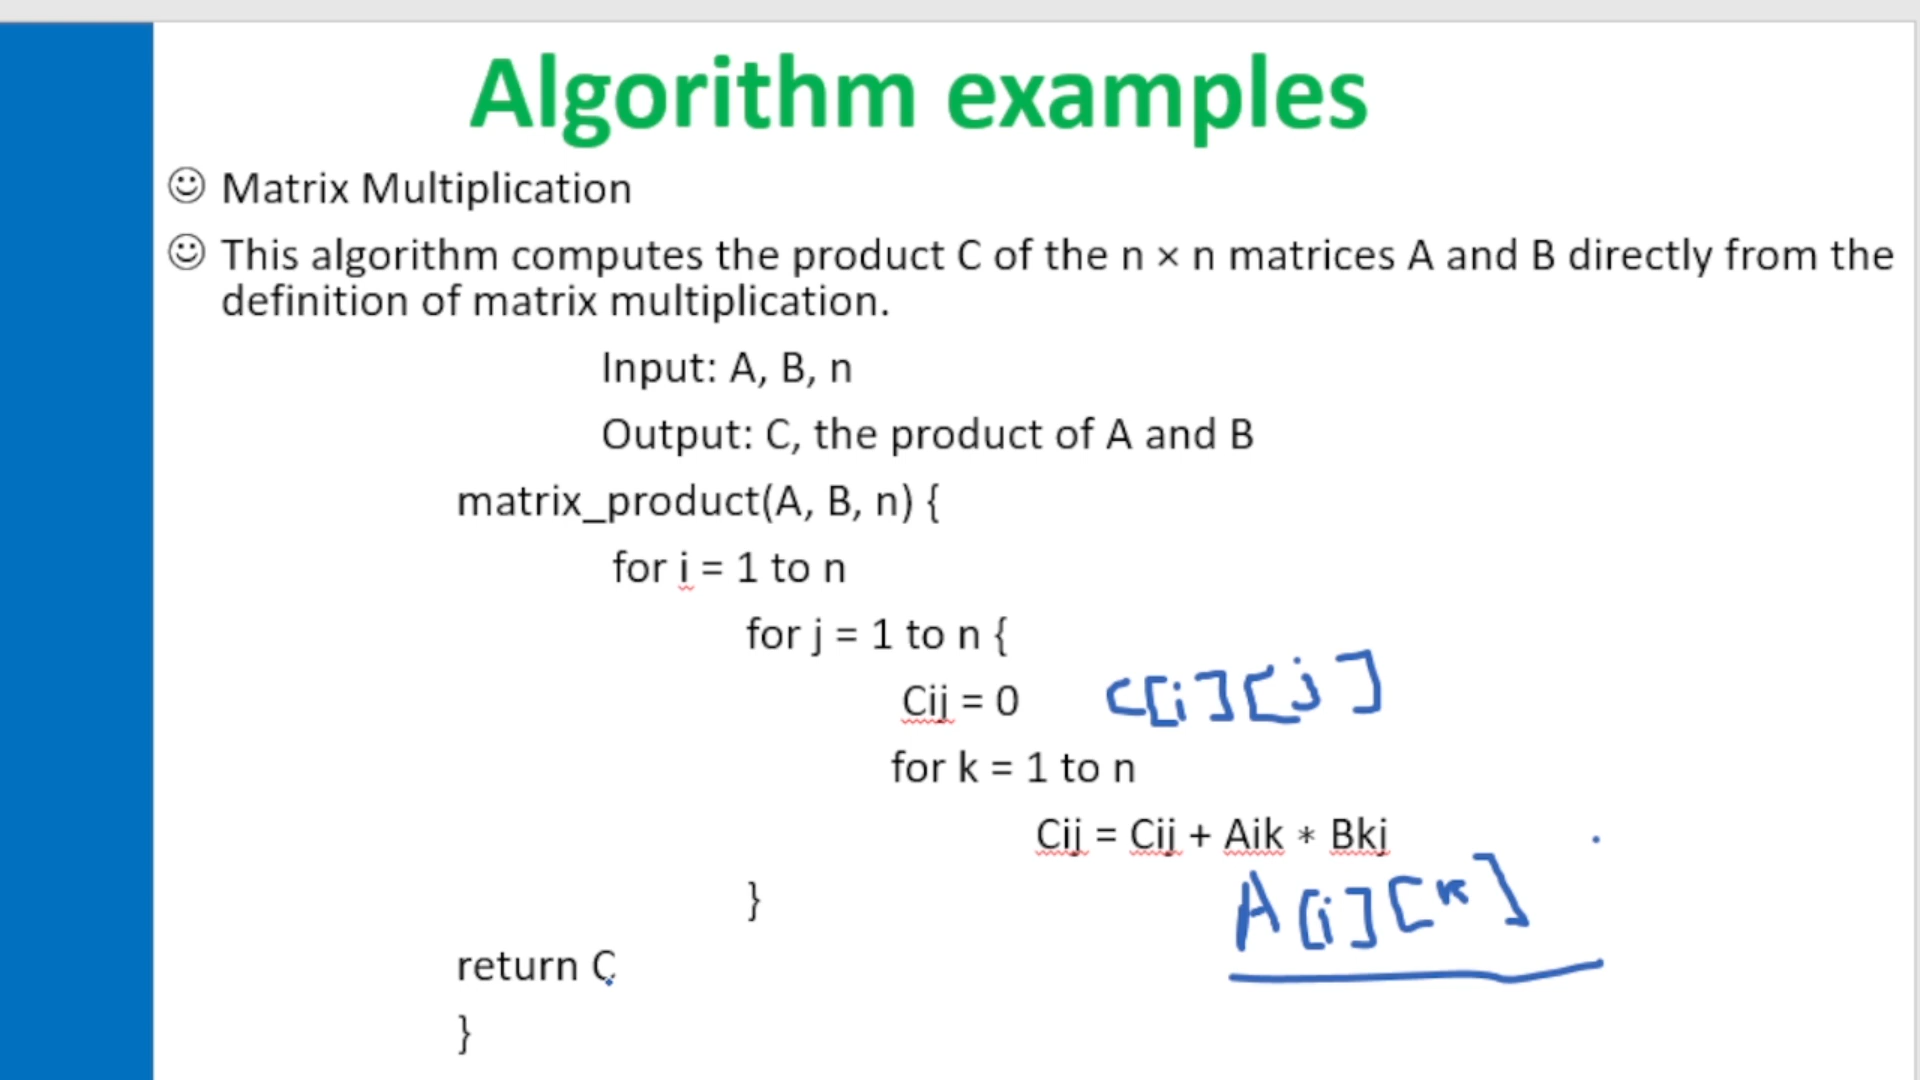 Algorithm examples
Matrix Multiplication
This algorithm computes the product C of the n × n matrices A and B directly from the
definition of matrix multiplication.
Input: A, B, n
Output: C, the product of A and B
matrix_product(A, B, n) {
for i = 1 to n
for j = 1 to n {
Cij = 0 C[i][j]
for k = 1 to n
Cij = Cij + Aik * Bkj
} A[i][k]
return C
}